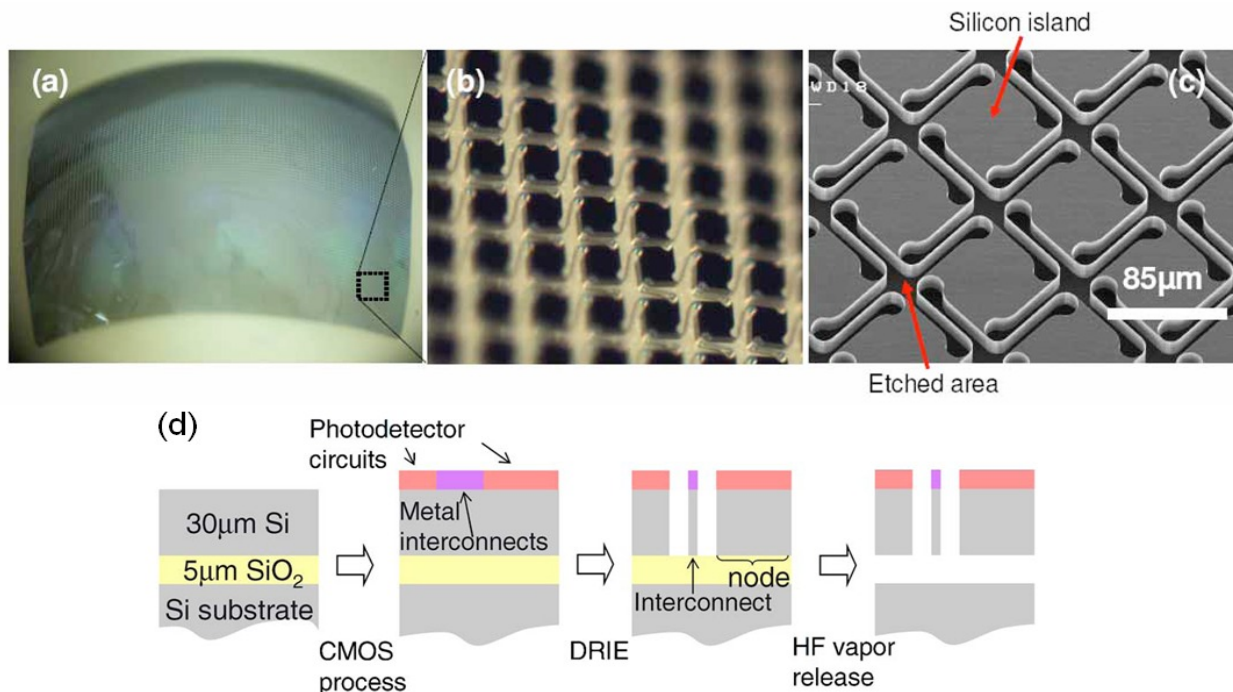 Silicon island
(a)
(b)
WD18
(c)
85µm
Etched area
(d)
Photodetector
circuits
30µm Si
5µm SiO₂
Si substrate
Metal
interconnects
node
Interconnect
CMOS
process
DRIE
HF vapor
release